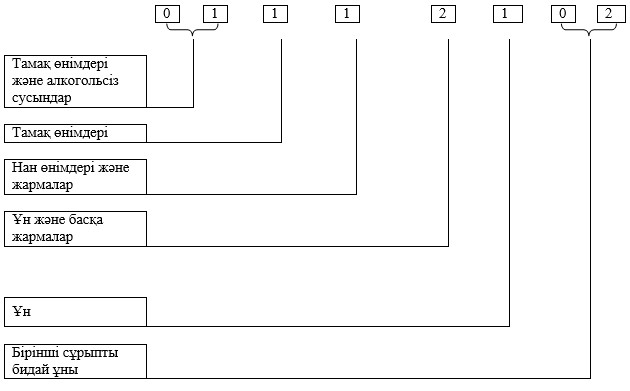 0 1 1 1 2 1 0 2
Тамақ өнімдері
және алкогольсіз
сусындар
Тамақ өнімдері
Нан өнімдері және
жармалар
Ұн және басқа
жармалар
Ұн
Бірінші сұрыпты
бидай ұны